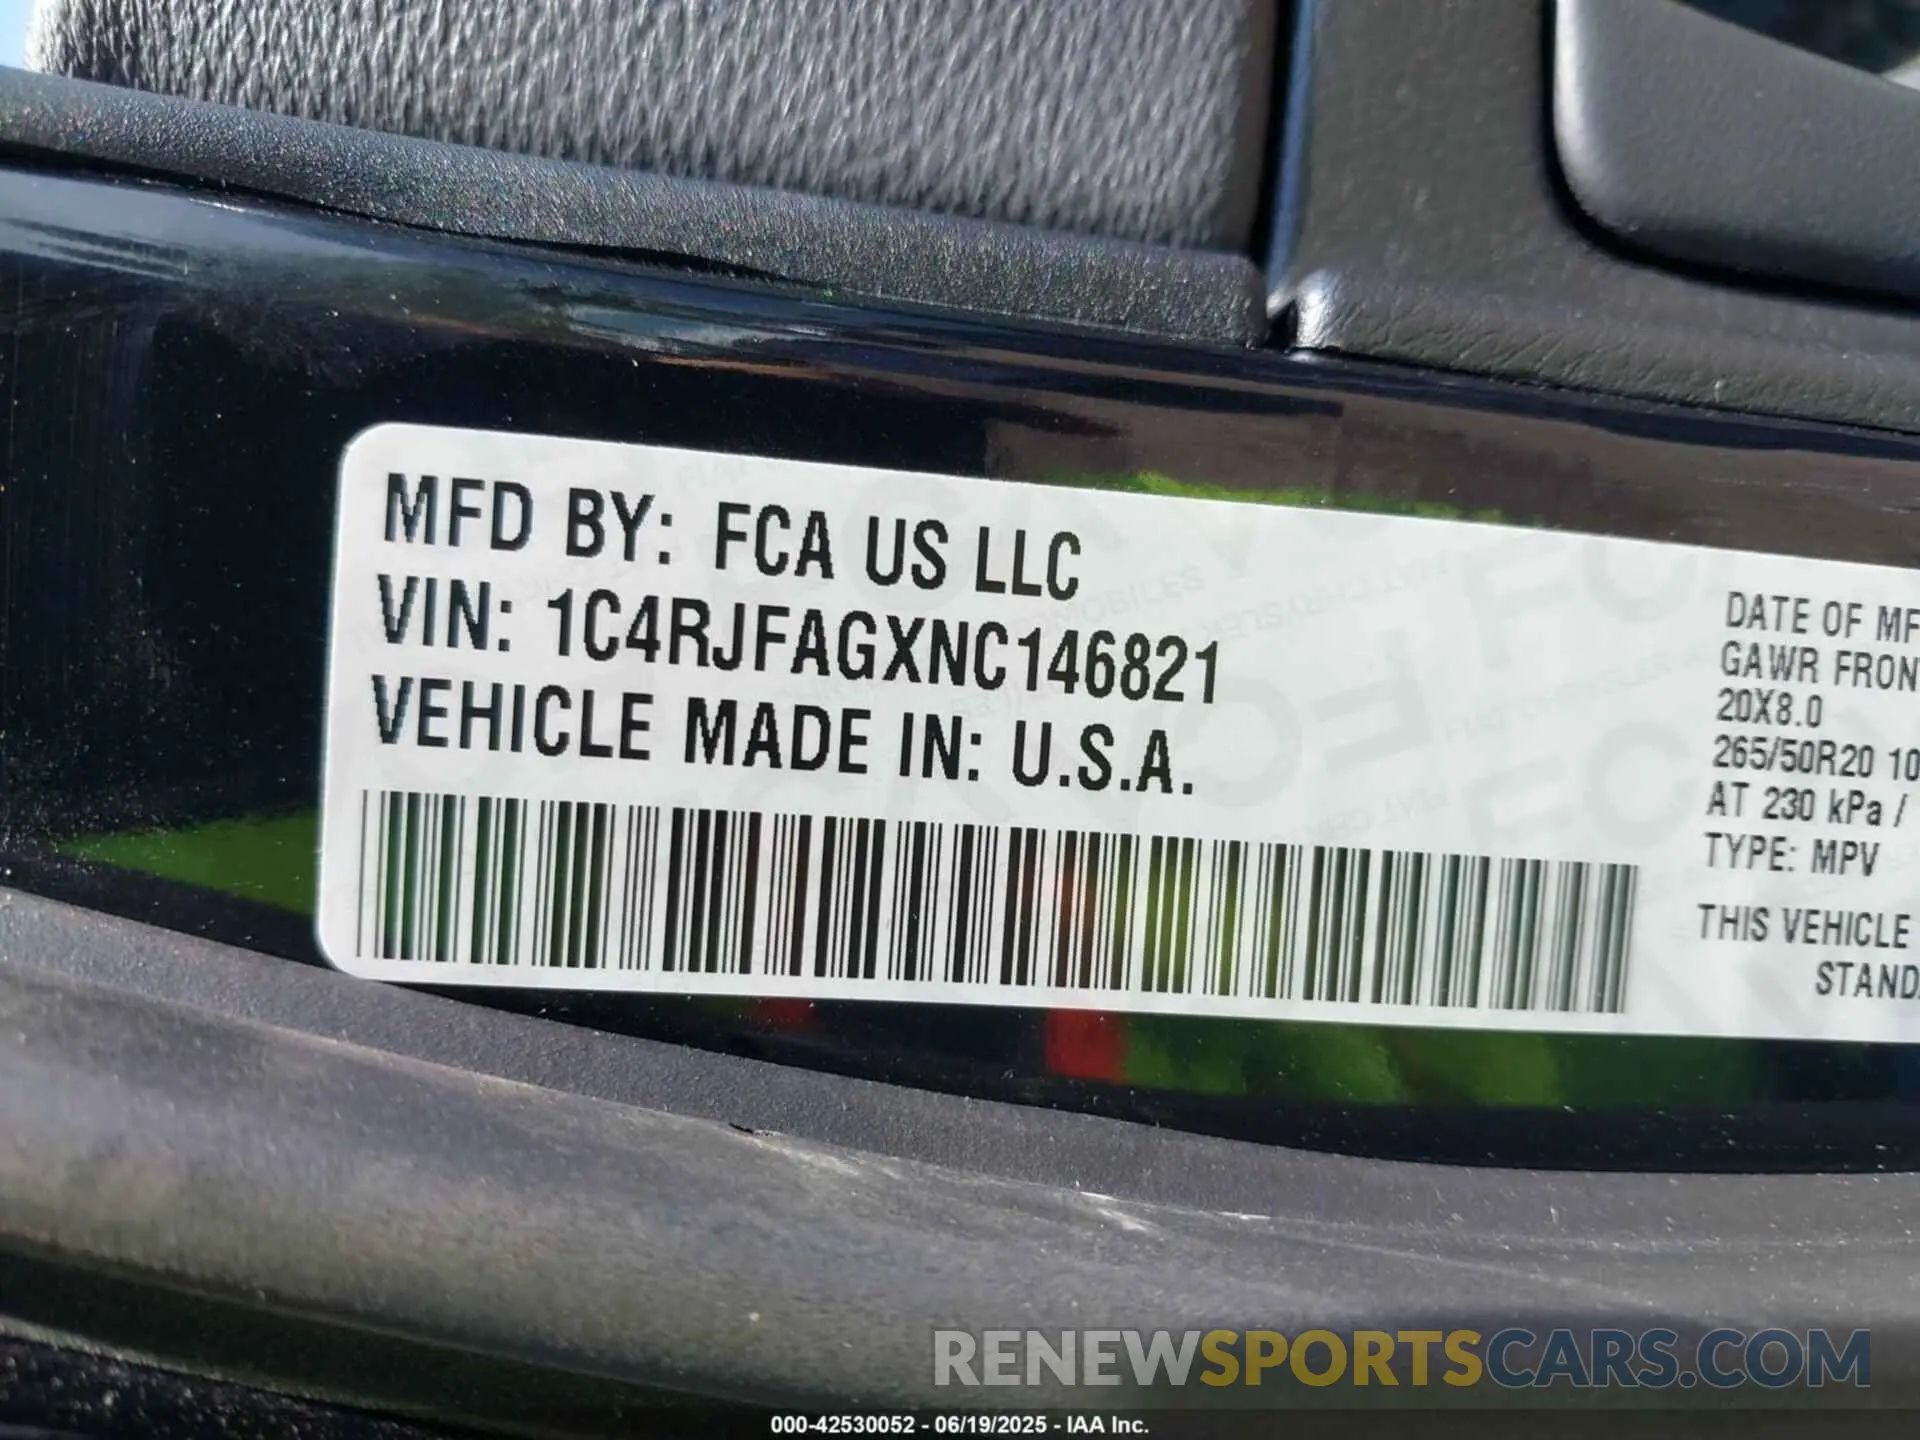 MFD BY: FCA US LLC
VIN: 1C4RJFAGXNC146821
VEHICLE MADE IN: U.S.A.
DATE OF MF
GAWR FRON
20X8.0
265/50R20 10
AT 230 kPa /
TYPE: MPV
THIS VEHICLE
STAND
RENEWSPORTSCARS.COM
000-42530052 - 06/19/2025 - IAA Inc.